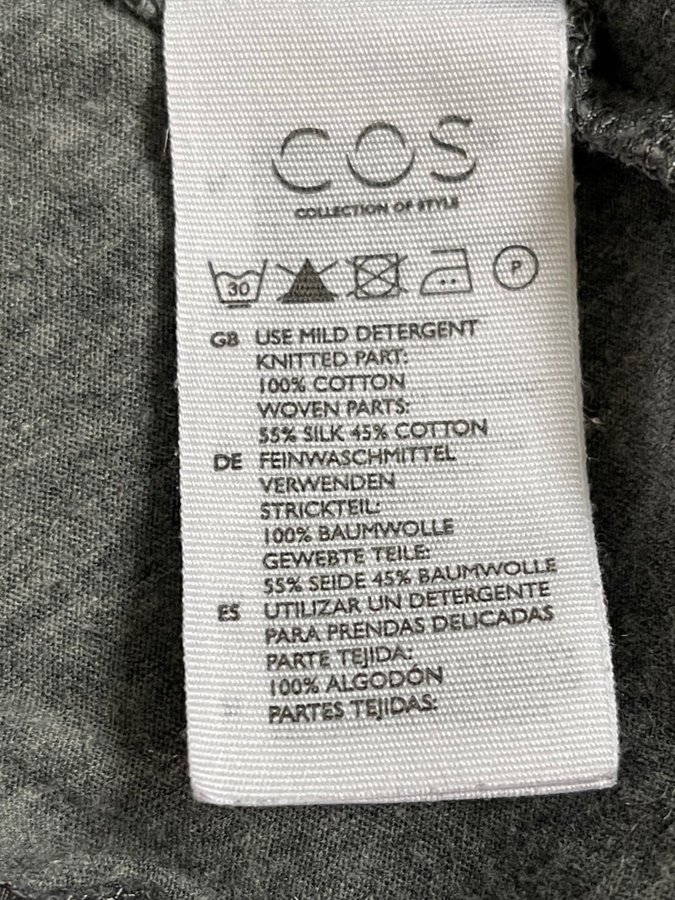 COS
COLLECTION OF STYLE
30
P
GB USE MILD DETERGENT
KNITTED PART:
100% COTTON
WOVEN PARTS:
55% SILK 45% COTTON
DE FEINWASCHMITTEL
VERWENDEN
STRICKTEIL:
100% BAUMWOLLE
GEWEBTE TEILE:
55% SEIDE 45% BAUMWOLLE
ES UTILIZAR UN DETERGENTE
PARA PRENDAS DELICADAS
PARTE TEJIDA:
100% ALGODÓN
PARTES TEJIDAS: